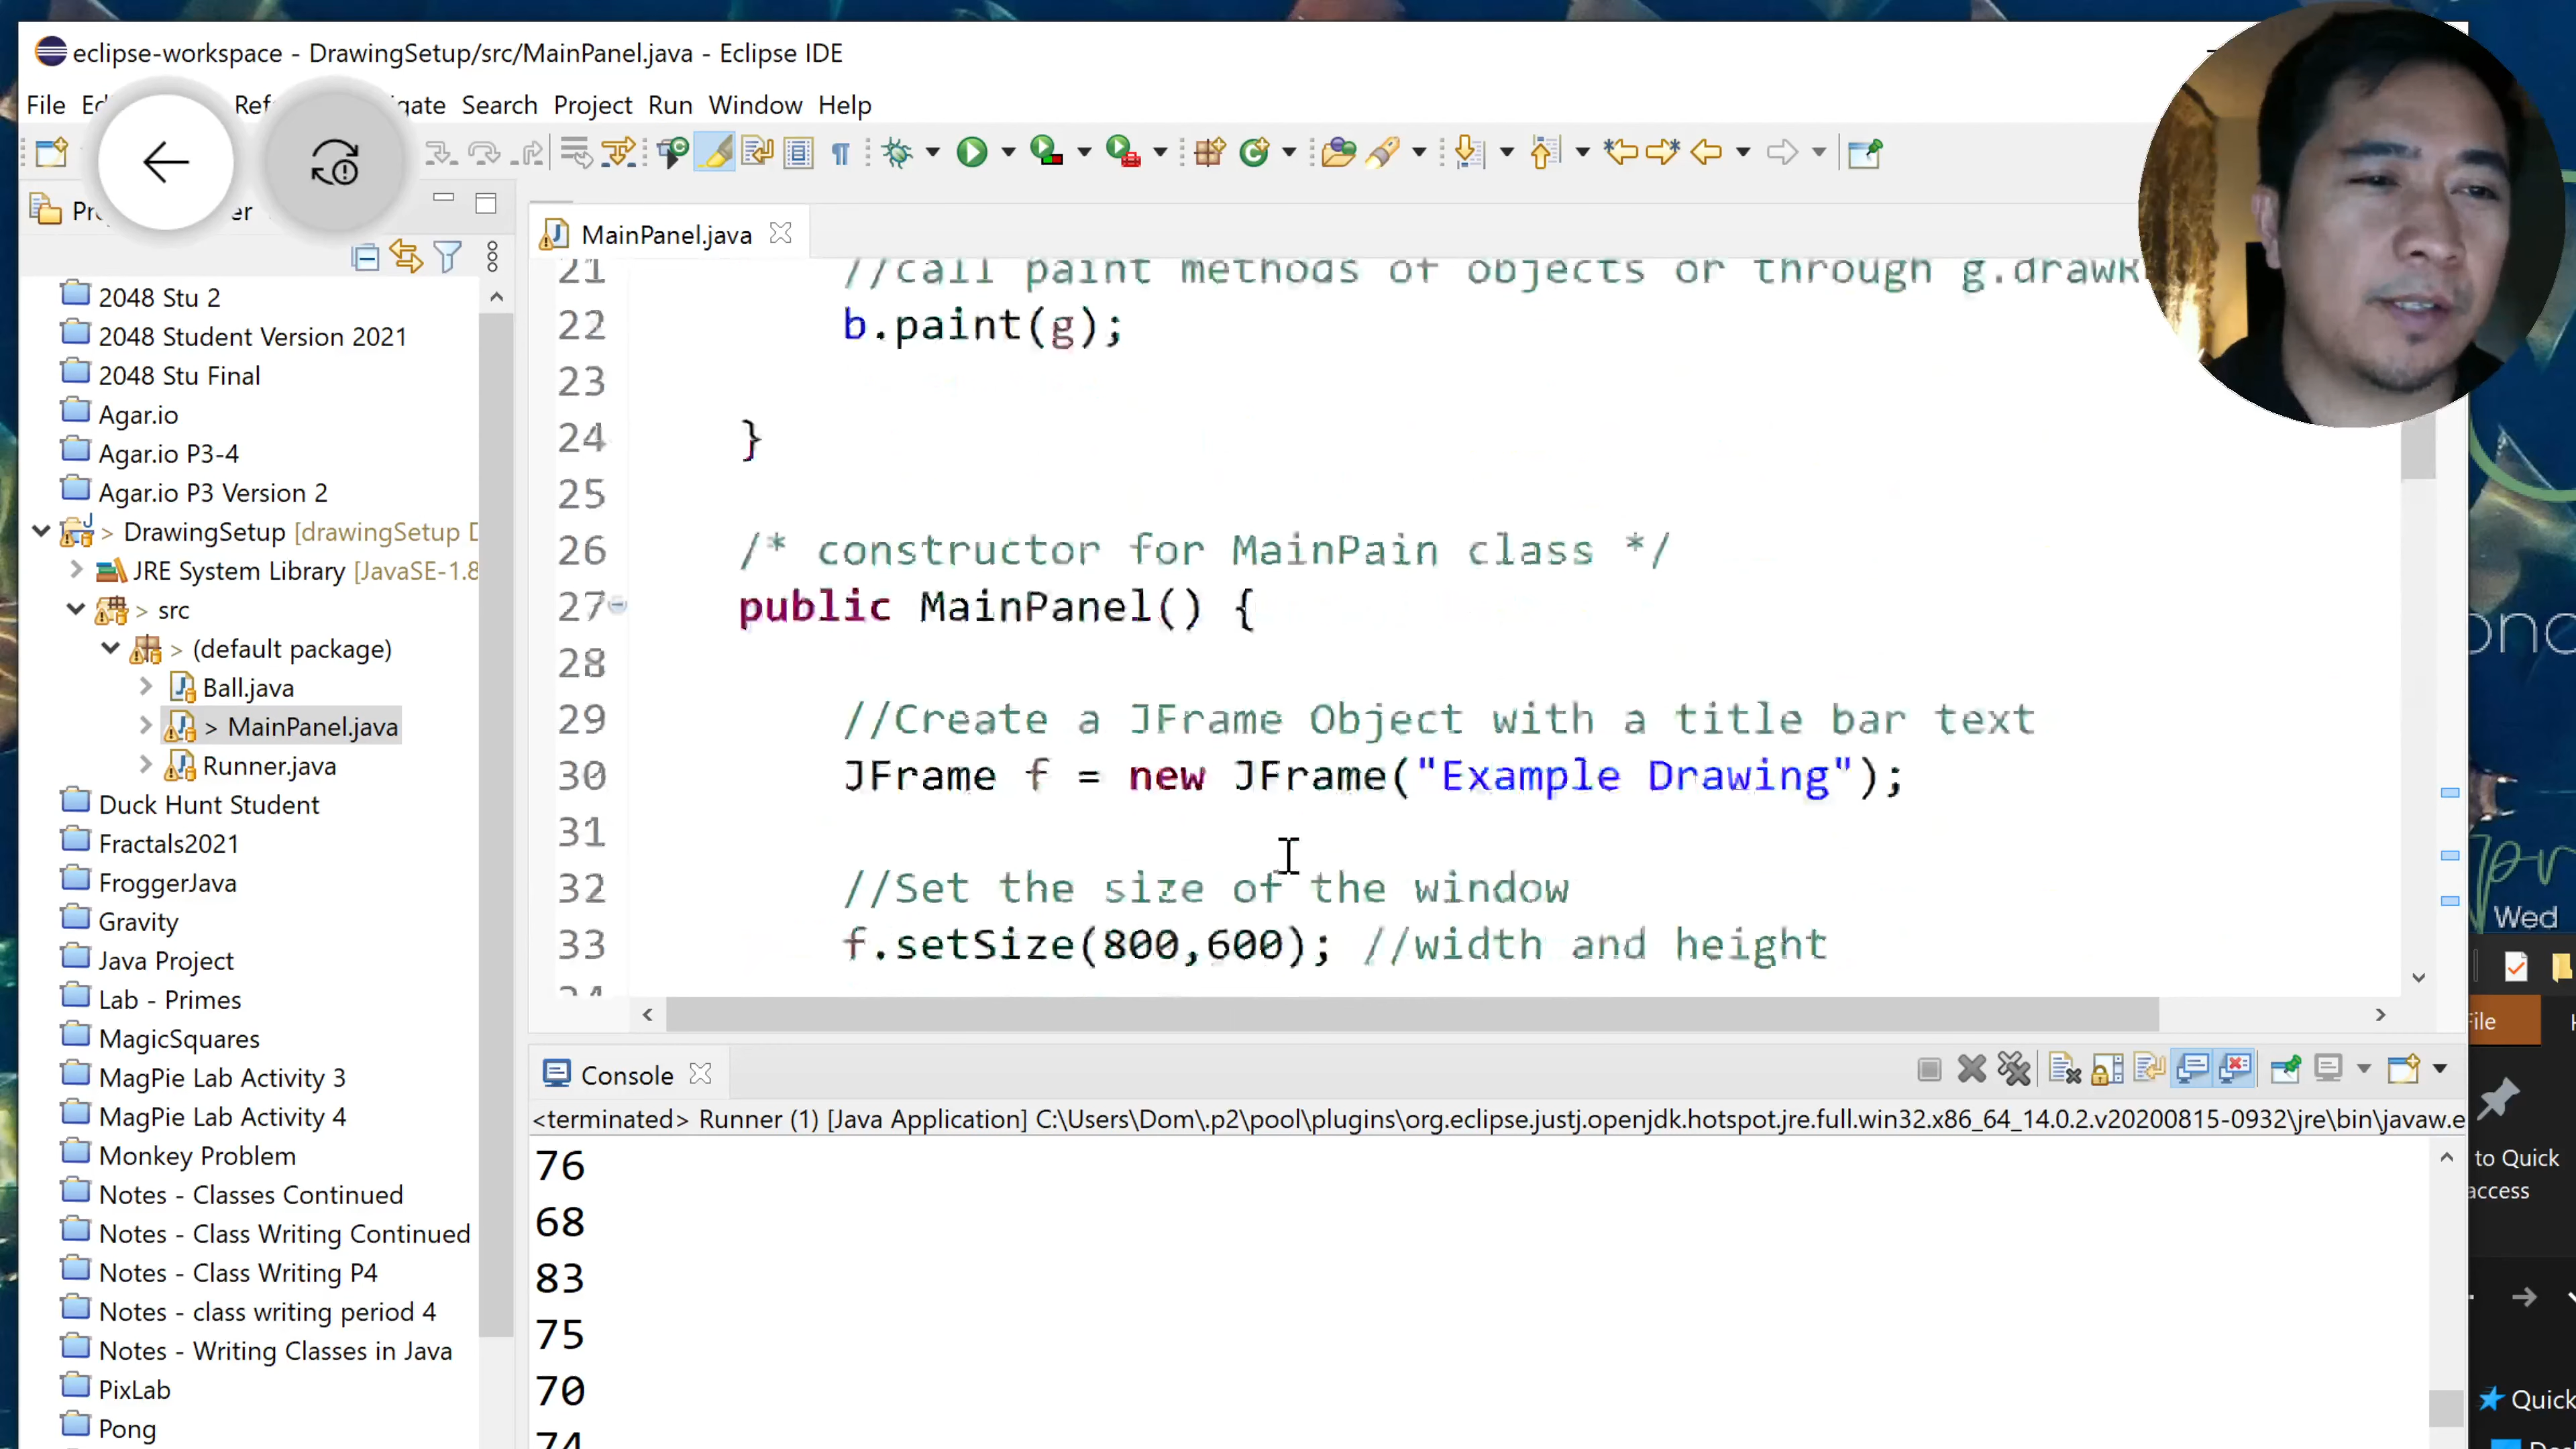 eclipse-workspace - DrawingSetup/src/MainPanel.java - Eclipse IDE
File Search Project Run Window Help
MainPanel.java
2048 Stu 2
2048 Student Version 2021
2048 Stu Final
Agar.io
Agar.io P3-4
Agar.io P3 Version 2
> DrawingSetup [drawingSetup
JRE System Library [JavaSE-1.8
> src
> (default package)
Ball.java
> MainPanel.java
Runner.java
Duck Hunt Student
Fractals2021
FroggerJava
Gravity
Java Project
Lab - Primes
MagicSquares
MagPie Lab Activity 3
MagPie Lab Activity 4
Monkey Problem
Notes - Classes Continued
Notes - Class Writing Continued
Notes - Class Writing P4
Notes - class writing period 4
Notes - Writing Classes in Java
PixLab
Pong
21 //call paint methods of objects or through
22 b.paint(g);
23
24 }
25
26 /* constructor for MainPain class */
27 public MainPanel() {
28
29 //Create a JFrame Object with a title bar text
30 JFrame f = new JFrame("Example Drawing");
31
32 //Set the size of the window
33 f.setSize(800,600); //width and height
Console
<terminated> Runner (1) [Java Application] C:\Users\Dom\.p2\pool\plugins\org.eclipse.justj.openjdk.hotspot.jre.full.win32.x86_64_14.0.2.v20200815-0932\jre\bin\javaw.e
76
68
83
75
70
74
Wed
to Quick
access
Quick